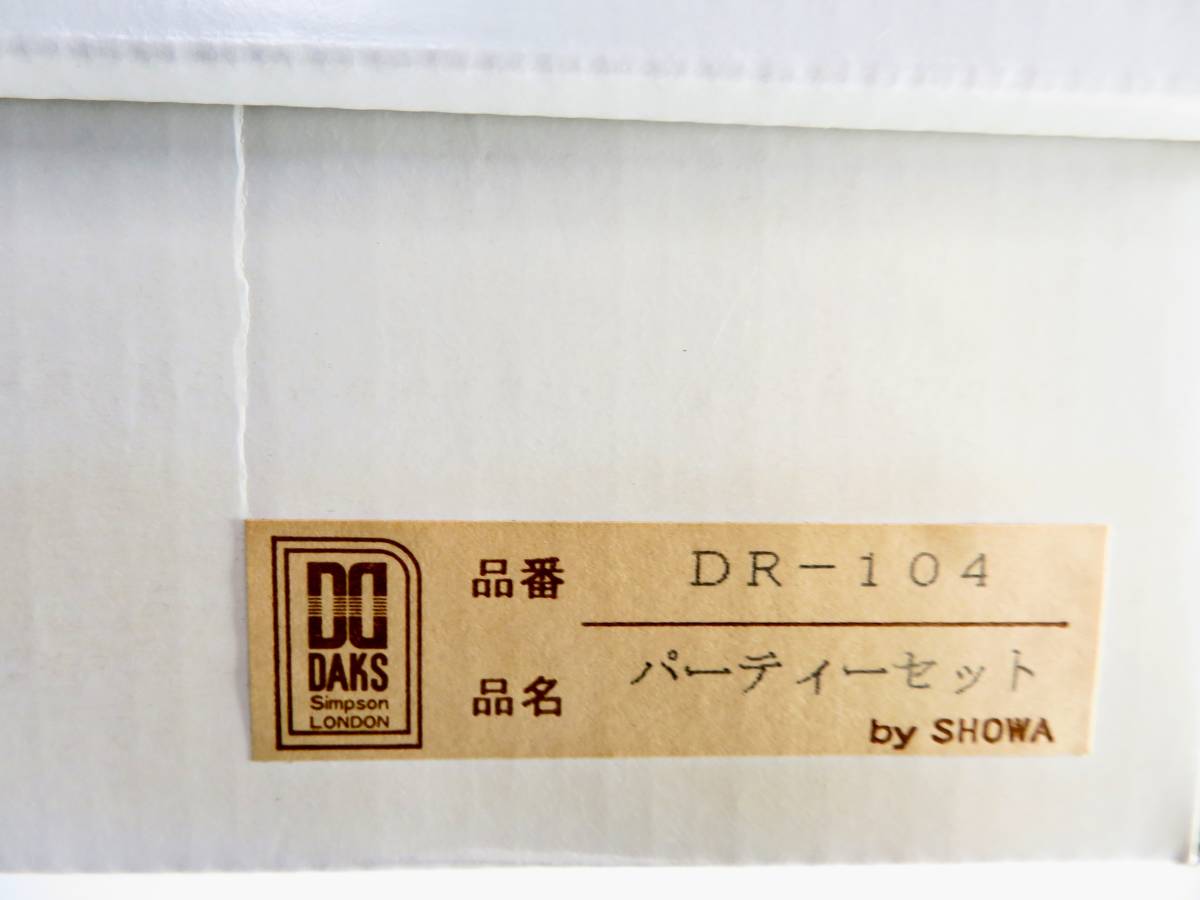 DD
DAKS
Simpson
LONDON
品番 DR-104
品名 パーティーセット
by SHOWA